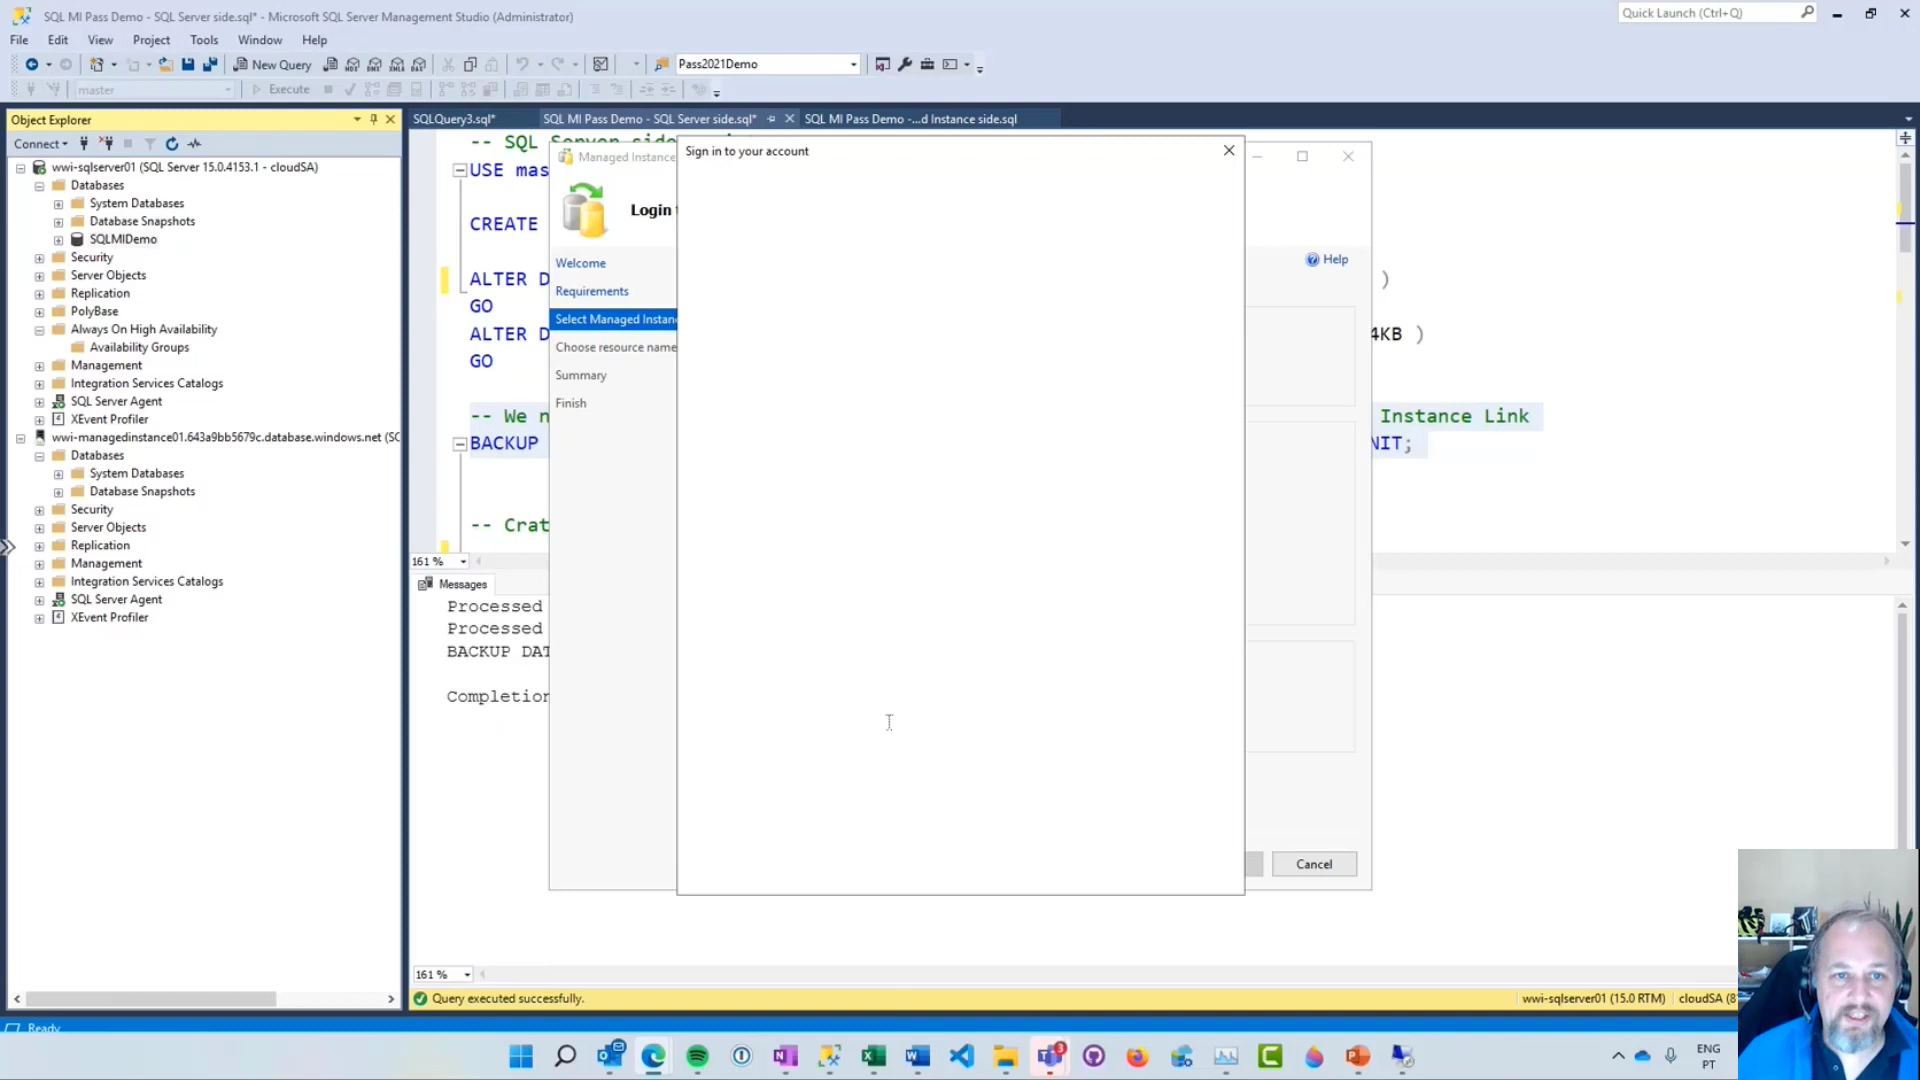 SQL MI Pass Demo - SQL Server side.sql* - Microsoft SQL Server Management Studio (Administrator)
Quick Launch (Ctrl+Q)
File Edit View Project Tools Window Help
New Query
Pass2021Demo
master
Execute
Object Explorer
SQLQuery3.sql*
SQL MI Pass Demo - SQL Server side.sql*
SQL MI Pass Demo -...d Instance side.sql
Connect
wwi-sqlserver01 (SQL Server 15.0.4153.1 - cloudSA)
Databases
System Databases
Database Snapshots
SQLMIDemo
Security
Server Objects
Replication
PolyBase
Always On High Availability
Availability Groups
Management
Integration Services Catalogs
SQL Server Agent
XEvent Profiler
wwi-managedinstance01.643a9bb5679c.database.windows.net (SQ
Databases
System Databases
Database Snapshots
Security
Server Objects
Replication
Management
Integration Services Catalogs
SQL Server Agent
XEvent Profiler
-- SQL Server side
USE mas
CREATE
ALTER D )
GO
ALTER D 4KB )
GO
-- We n Instance Link
BACKUP NIT;
-- Crat
161 %
Managed Instance
Login
Welcome
Requirements
Select Managed Instanc
Choose resource name
Summary
Finish
Help
Cancel
Sign in to your account
Messages
Processed
Processed
BACKUP DAT
Completion
161 %
Query executed successfully.
wwi-sqlserver01 (15.0 RTM)
cloudSA (8
Ready
3
ENG
PT